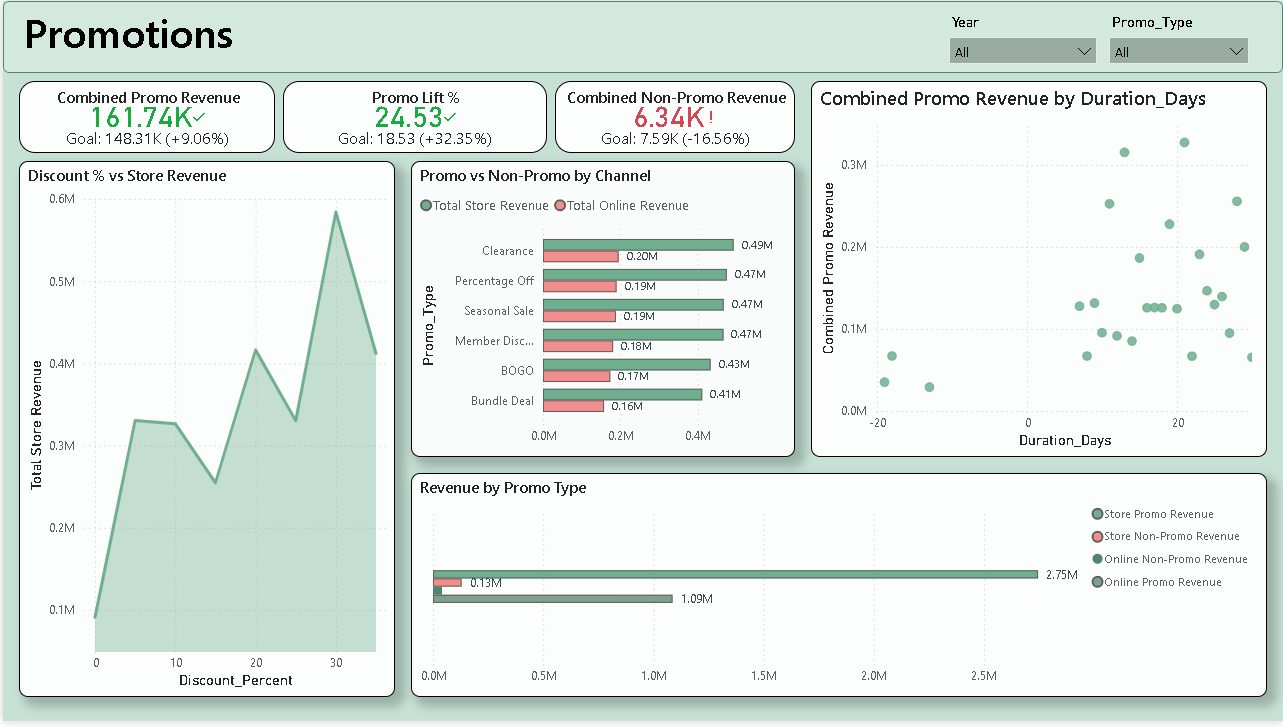 Promotions
Year
Promo_Type
All
All
Combined Promo Revenue
161.74K
Goal: 148.31K (+9.06%)
Promo Lift %
24.53
Goal: 18.53 (+32.35%)
Combined Non-Promo Revenue
6.34K!
Goal: 7.59K (-16.56%)
Combined Promo Revenue by Duration_Days
Combined Promo Revenue
0.3M
0.2M
0.1M
0.0M
-20
0
20
Duration_Days
Discount % vs Store Revenue
Total Store Revenue
0.6M
0.5M
0.4M
0.3M
0.2M
0.1M
0
10
20
30
Discount_Percent
Promo vs Non-Promo by Channel
Total Store Revenue
Total Online Revenue
Promo_Type
Clearance
0.49M
0.20M
Percentage Off
0.47M
0.19M
Seasonal Sale
0.47M
0.19M
Member Disc...
0.47M
0.18M
BOGO
0.43M
0.17M
Bundle Deal
0.41M
0.16M
0.0M
0.2M
0.4M
Revenue by Promo Type
2.75M
0.13M
1.09M
0.0M
0.5M
1.0M
1.5M
2.0M
2.5M
Store Promo Revenue
Store Non-Promo Revenue
Online Non-Promo Revenue
Online Promo Revenue